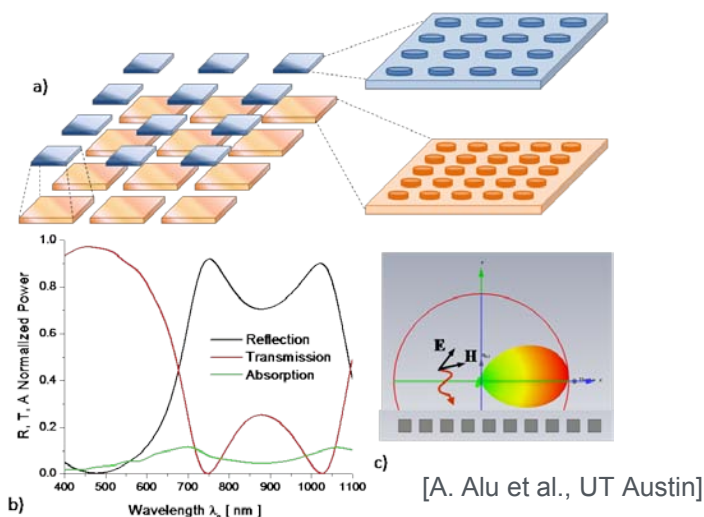 a)
1.0
0.8
0.6
0.4
0.2
0.0
R, T, A Normalized Power
Reflection
Transmission
Absorption
400 500 600 700 800 900 1000 1100
Wavelength λₒ [ nm ]
b)
E
H
c)
[A. Alu et al., UT Austin]